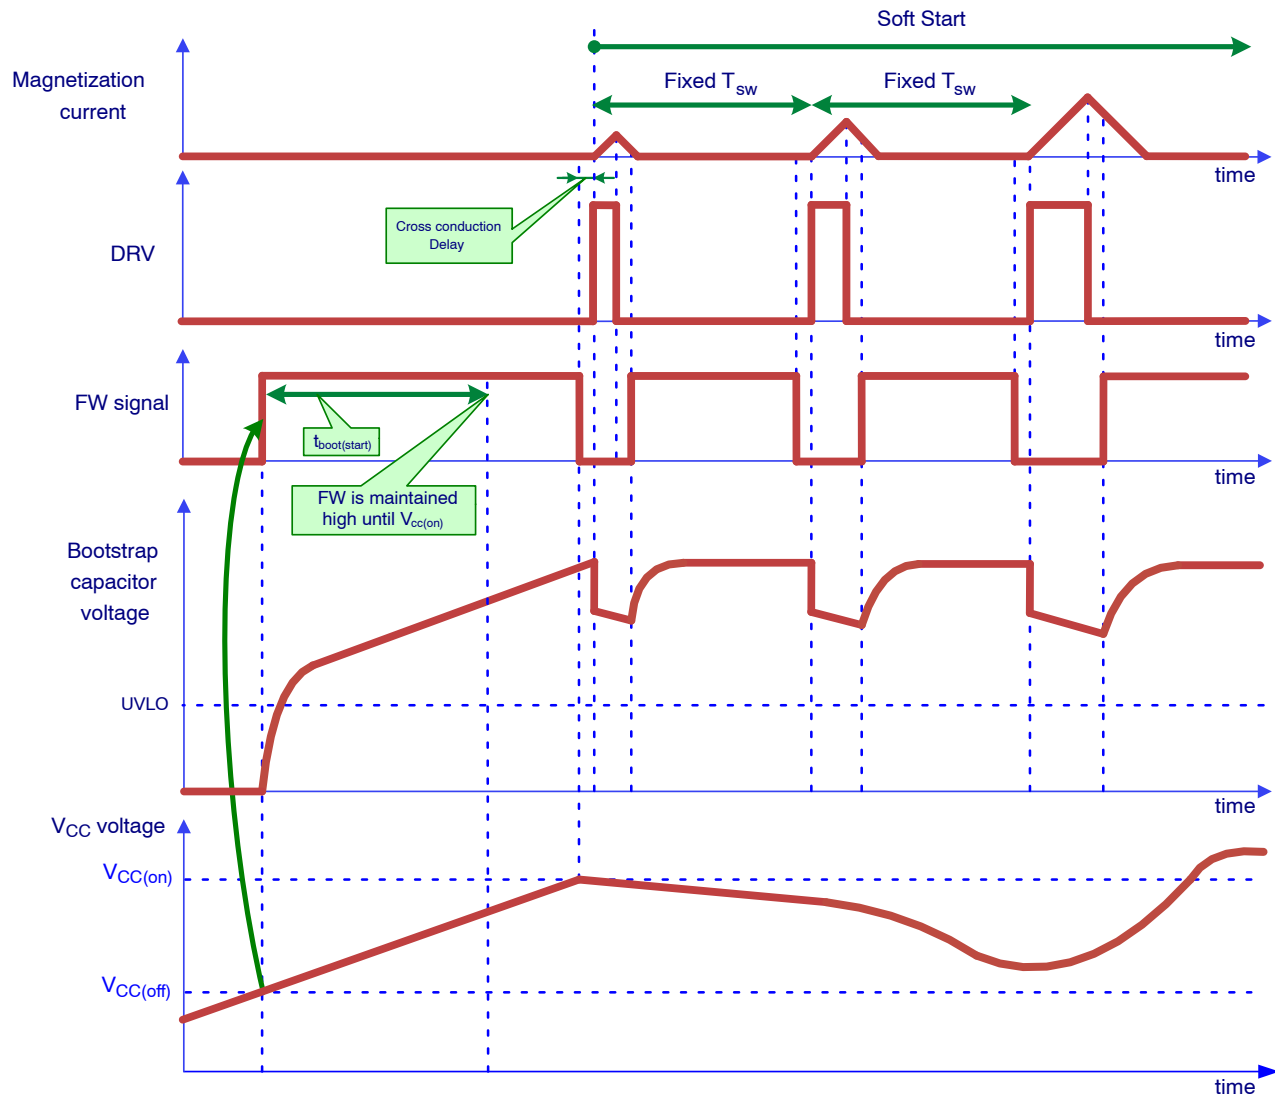 Soft Start
Magnetization
current
Fixed Tsw
Fixed Tsw
time
Cross conduction
Delay
DRV
time
FW signal
tboot(start)
time
FW is maintained
high until Vcc(on)
Bootstrap
capacitor
voltage
UVLO
time
VCC voltage
VCC(on)
VCC(off)
time